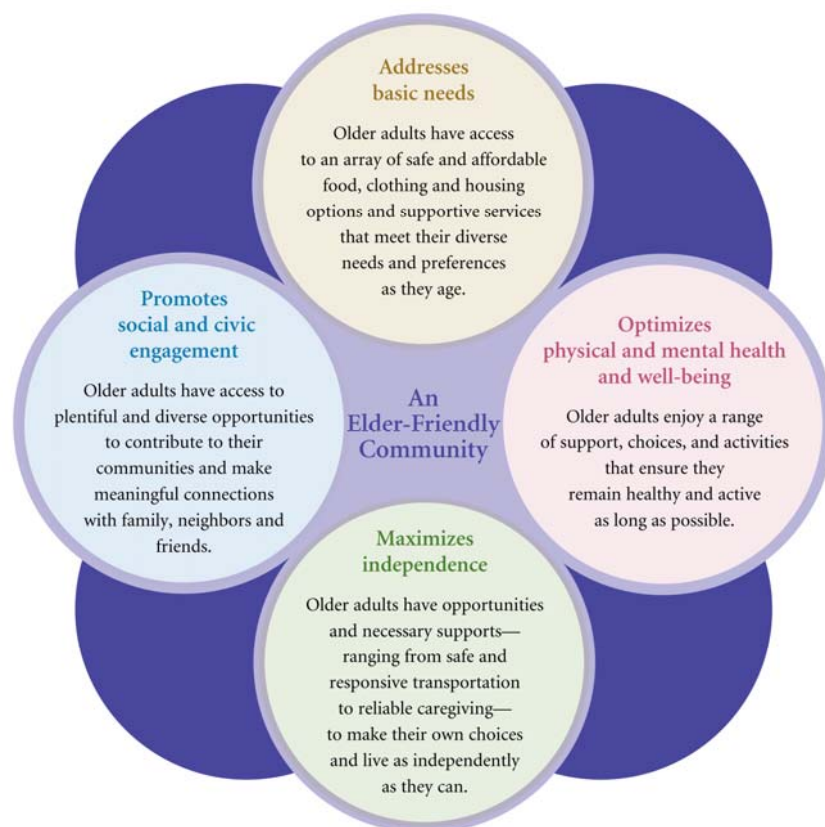 Addresses
basic needs
Older adults have access
to an array of safe and affordable
food, clothing and housing
options and supportive services
that meet their diverse
needs and preferences
as they age.
Promotes
social and civic
engagement
Older adults have access to
plentiful and diverse opportunities
to contribute to their
communities and make
meaningful connections
with family, neighbors and
friends.
An
Elder-Friendly
Community
Optimizes
physical and mental health
and well-being
Older adults enjoy a range
of support, choices, and activities
that ensure they
remain healthy and active
as long as possible.
Maximizes
independence
Older adults have opportunities
and necessary supports—
ranging from safe and
responsive transportation
to reliable caregiving—
to make their own choices
and live as independently
as they can.